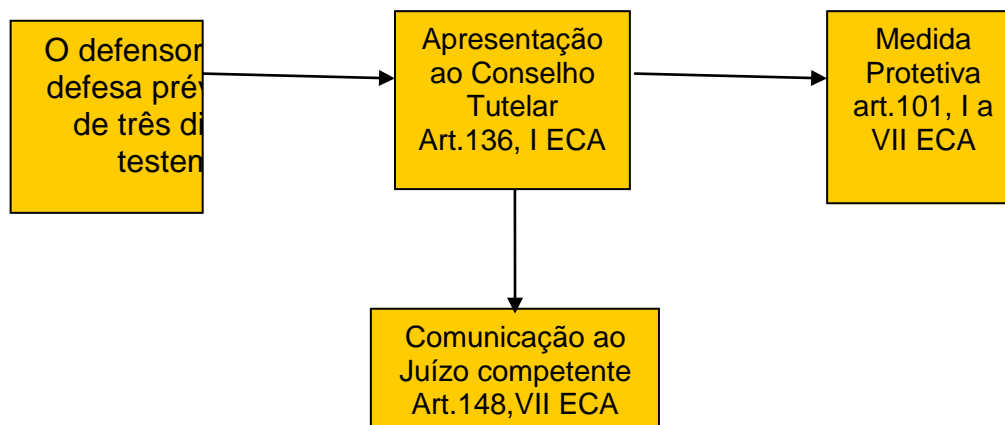 O defensor
defesa
de três
Apresentação
ao Conselho
Tutelar
Art.136, I ECA
Medida
Protetiva
art.101, I a
VII ECA
Comunicação ao
Juízo competente
Art.148,VII ECA